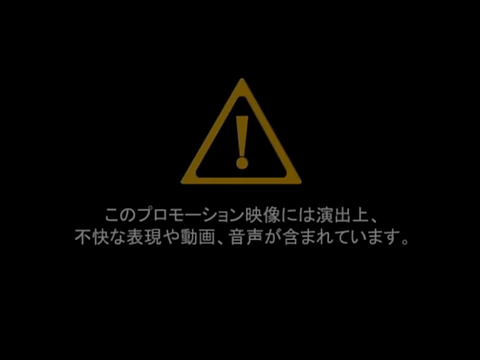 このプロモーション映像には演出上、
不快な表現や動画、音声が含まれています。